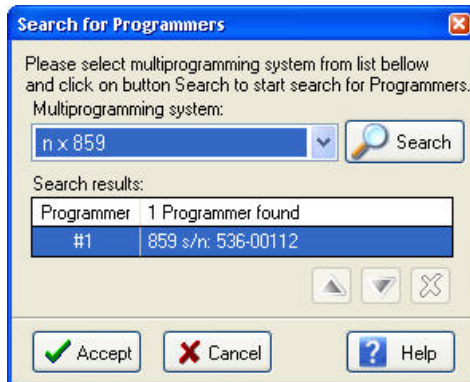 Search for Programmers
Please select multiprogramming system from list bellow
and click on button Search to start search for Programmers.
Multiprogramming system:
n x 859
Search
Search results:
Programmer 1 Programmer found
#1 859 s/n: 536-00112
Accept Cancel Help